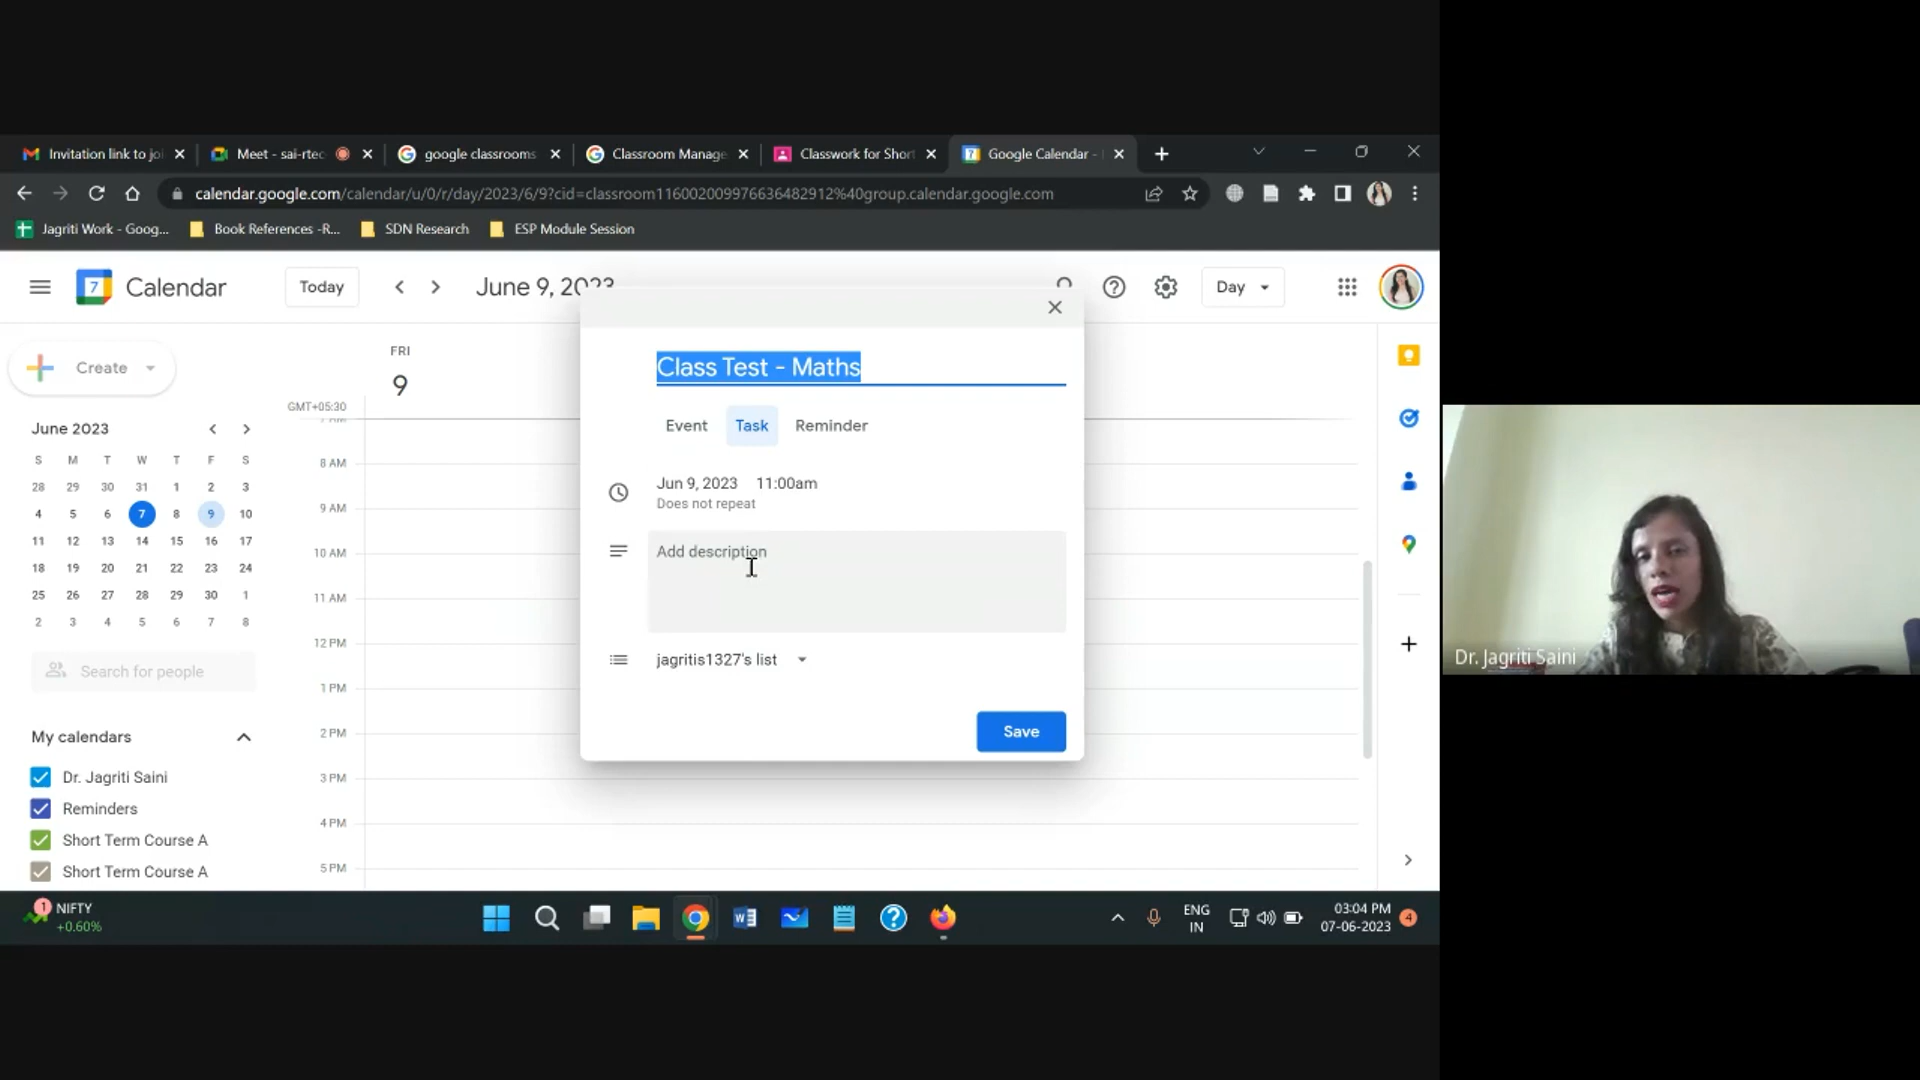 Invitation link to joi
Meet - sai-rtec
google classrooms
Classroom Manage
Classwork for Short
Google Calendar -
calendar.google.com/calendar/u/0/r/day/2023/6/9?cid=classroom116002009976636482912%40group.calendar.google.com
Jagriti Work - Goog...
Book References -R...
SDN Research
ESP Module Session
7
Calendar
Today
June 9, 2023
Day
Create
FRI
9
GMT+05:30
June 2023
S M T W T F S
28 29 30 31 1 2 3
4 5 6 7 8 9 10
11 12 13 14 15 16 17
18 19 20 21 22 23 24
25 26 27 28 29 30 1
2 3 4 5 6 7 8
Search for people
My calendars
Dr. Jagriti Saini
Reminders
Short Term Course A
Short Term Course A
8 AM
9 AM
10 AM
11 AM
12 PM
1 PM
2 PM
3 PM
4 PM
5 PM
Class Test - Maths
Event Task Reminder
Jun 9, 2023 11:00am
Does not repeat
Add description
jagritis1327's list
Save
Dr. Jagriti Saini
1
NIFTY
+0.60%
ENG
IN
03:04 PM
07-06-2023
4